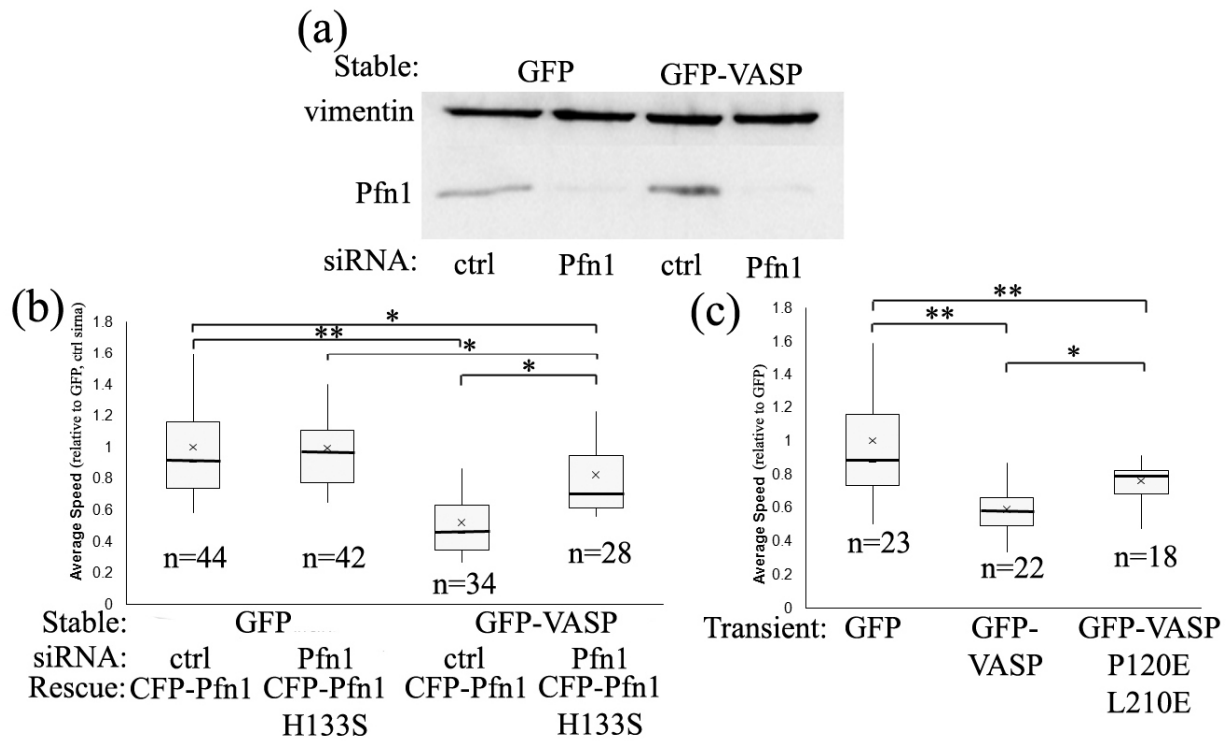 (a)
Stable: GFP GFP-VASP
vimentin
Pfn1
siRNA: ctrl Pfn1 ctrl Pfn1
(b)
Average Speed (relative to GFP, ctrl sirna)
1.8
1.6
1.4
1.2
1
0.8
0.6
0.4
0.2
0
*
**
*
*
n=44 n=42 n=34 n=28
Stable: GFP GFP-VASP
siRNA: ctrl Pfn1 ctrl Pfn1
Rescue: CFP-Pfn1 CFP-Pfn1 CFP-Pfn1 CFP-Pfn1
H133S H133S
(c)
Average Speed (relative to GFP)
1.8
1.6
1.4
1.2
1
0.8
0.6
0.4
0.2
0
**
**
*
n=23 n=22 n=18
Transient: GFP GFP- GFP-VASP
VASP P120E
L210E